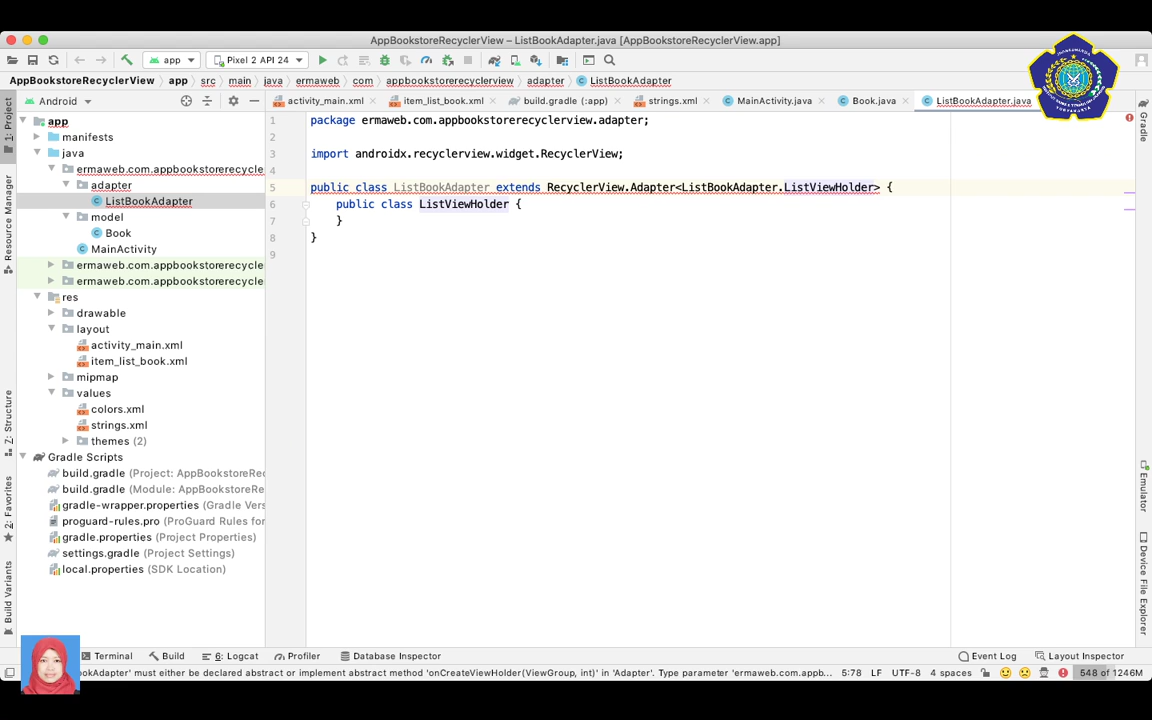 AppBookstoreRecyclerView – ListBookAdapter.java [AppBookstoreRecyclerView.app]
app
Pixel 2 API 24
AppBookstoreRecyclerView
app
src
main
java
ermaweb
com
appbookstorerecyclerview
adapter
ListBookAdapter
Android
activity_main.xml
item_list_book.xml
build.gradle (:app)
strings.xml
MainActivity.java
Book.java
ListBookAdapter.java
1: Project
Resource Manager
Z: Structure
2: Favorites
Build Variants
app
manifests
java
ermaweb.com.appbookstorerecycle
adapter
ListBookAdapter
model
Book
MainActivity
ermaweb.com.appbookstorerecycle
ermaweb.com.appbookstorerecycle
res
drawable
layout
activity_main.xml
item_list_book.xml
mipmap
values
colors.xml
strings.xml
themes (2)
Gradle Scripts
build.gradle (Project: AppBookstoreRec
build.gradle (Module: AppBookstoreRe
gradle-wrapper.properties (Gradle Vers
proguard-rules.pro (ProGuard Rules for
gradle.properties (Project Properties)
settings.gradle (Project Settings)
local.properties (SDK Location)
1 package ermaweb.com.appbookstorerecyclerview.adapter;
2
3 import androidx.recyclerview.widget.RecyclerView;
4
5 public class ListBookAdapter extends RecyclerView.Adapter<ListBookAdapter.ListViewHolder> {
6 public class ListViewHolder {
7 }
8 }
9
Gradle
Emulator
Device File Explorer
Terminal
Build
6: Logcat
Profiler
Database Inspector
Event Log
Layout Inspector
ookAdapter' must either be declared abstract or implement abstract method 'onCreateViewHolder(ViewGroup, int)' in 'Adapter'. Type parameter 'ermaweb.com.appb...
5:78
LF
UTF-8
4 spaces
548 of 1246M